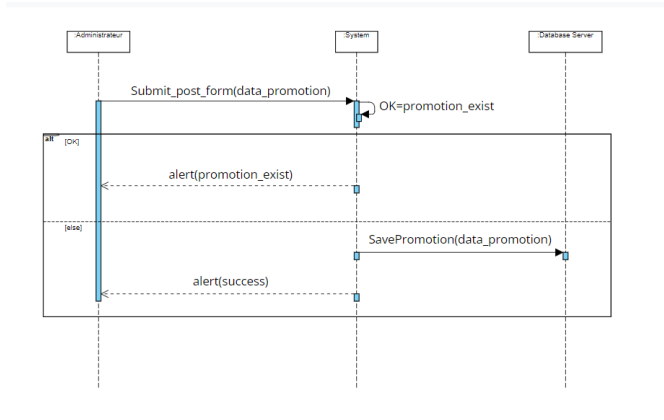 :Administrateur
:System
:Database Server
Submit_post_form(data_promotion)
OK=promotion_exist
alt
[OK]
alert(promotion_exist)
[else]
SavePromotion(data_promotion)
alert(success)